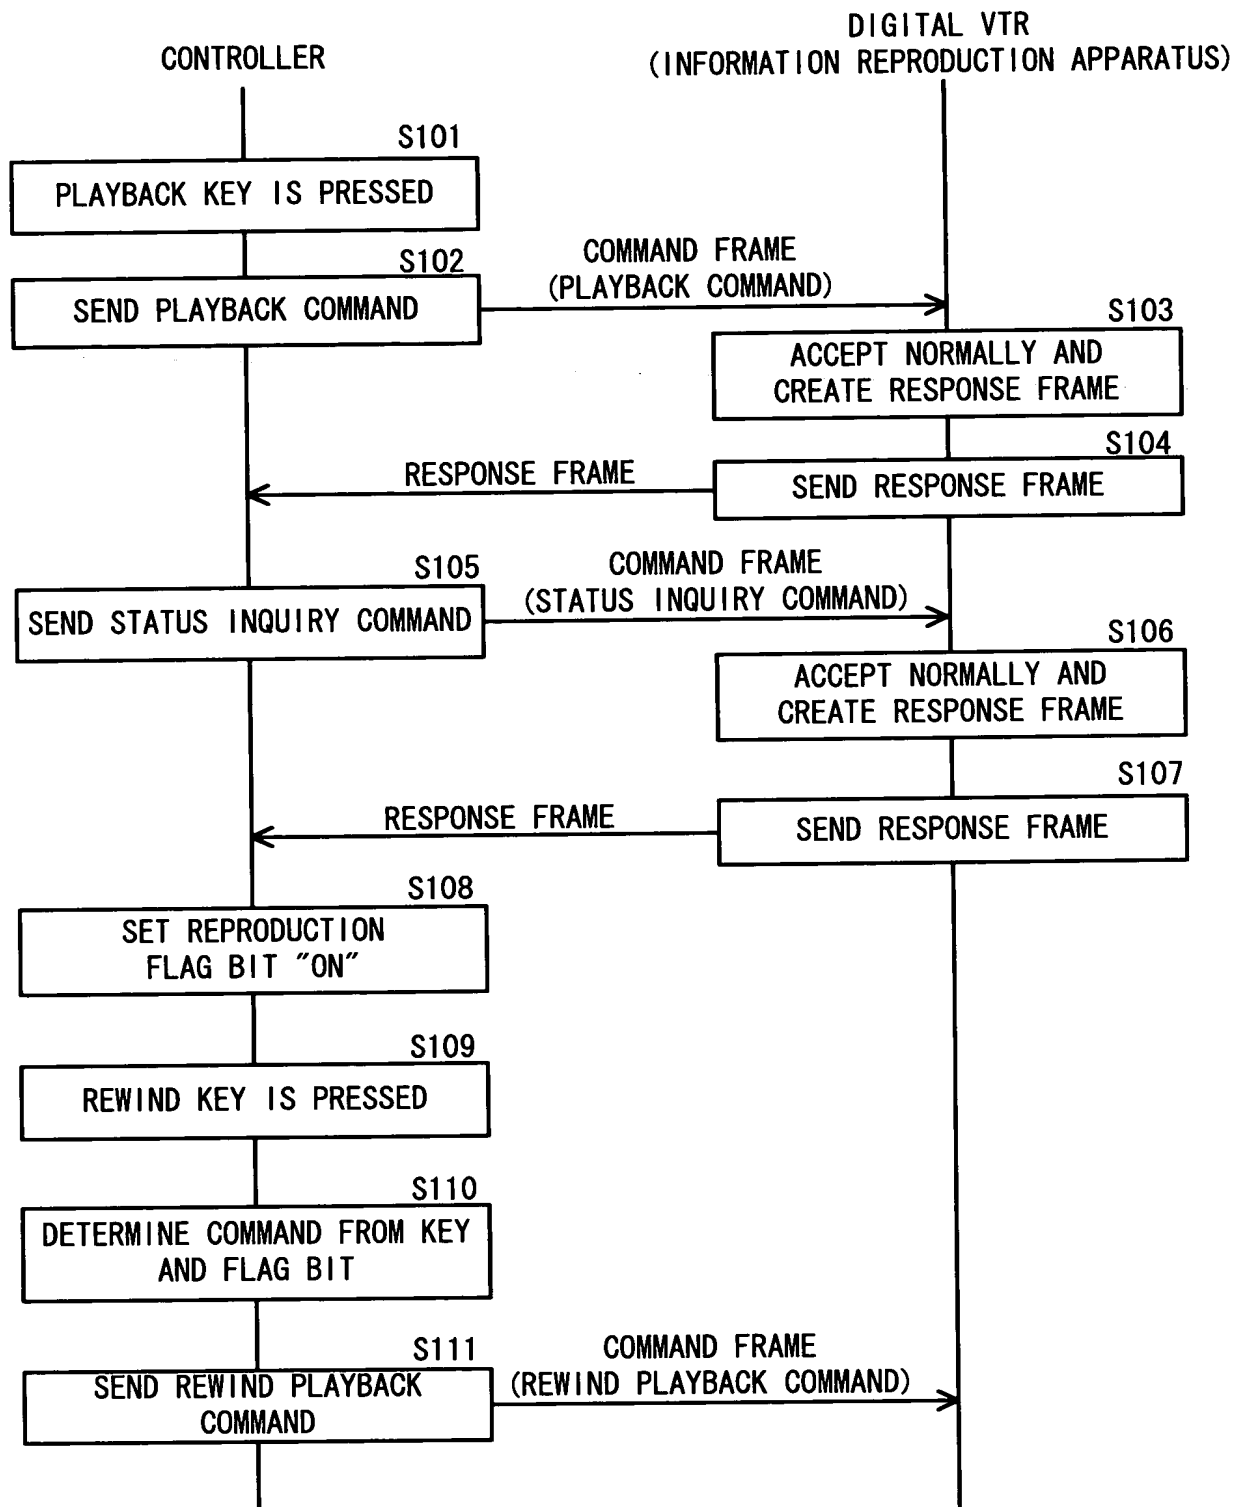 CONTROLLER
DIGITAL VTR
(INFORMATION REPRODUCTION APPARATUS)
S101
PLAYBACK KEY IS PRESSED
S102
SEND PLAYBACK COMMAND
COMMAND FRAME
(PLAYBACK COMMAND)
S103
ACCEPT NORMALLY AND
CREATE RESPONSE FRAME
S104
SEND RESPONSE FRAME
RESPONSE FRAME
S105
SEND STATUS INQUIRY COMMAND
COMMAND FRAME
(STATUS INQUIRY COMMAND)
S106
ACCEPT NORMALLY AND
CREATE RESPONSE FRAME
S107
SEND RESPONSE FRAME
RESPONSE FRAME
S108
SET REPRODUCTION
FLAG BIT "ON"
S109
REWIND KEY IS PRESSED
S110
DETERMINE COMMAND FROM KEY
AND FLAG BIT
S111
SEND REWIND PLAYBACK
COMMAND
COMMAND FRAME
(REWIND PLAYBACK COMMAND)